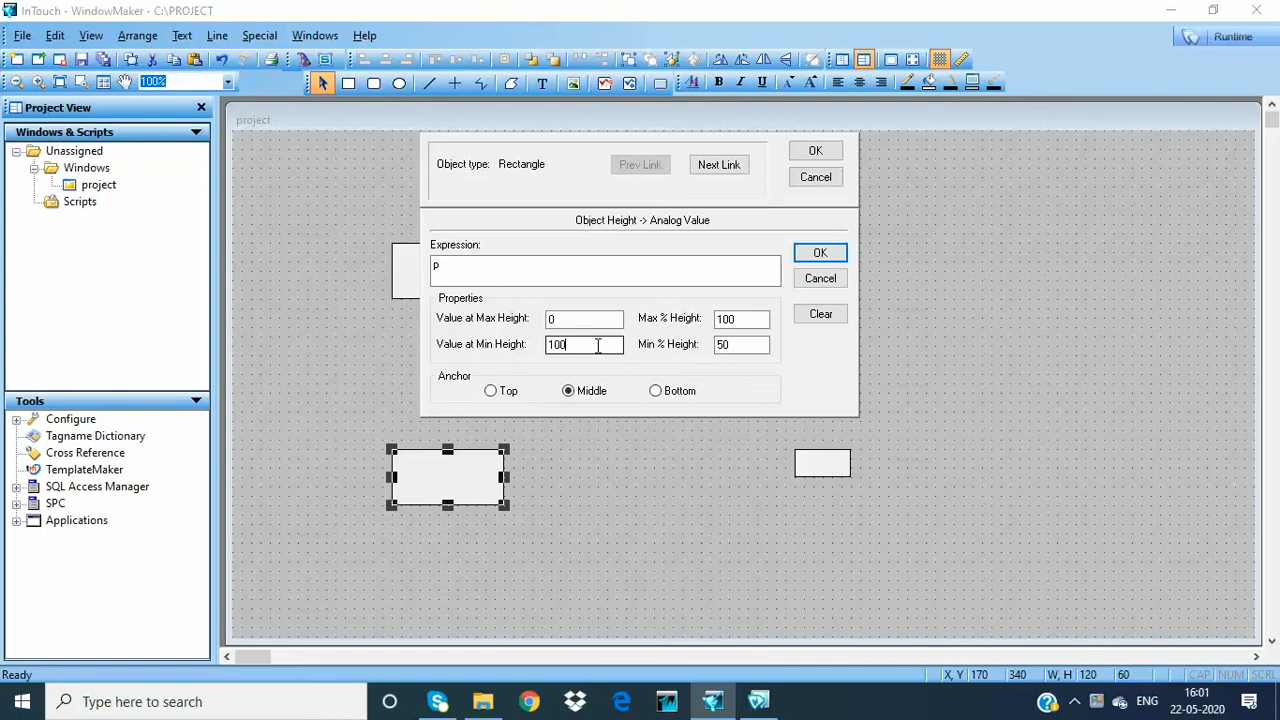 InTouch - WindowMaker - C:\PROJECT
File Edit View Arrange Text Line Special Windows Help
Runtime
100%
Project View
project
Windows & Scripts
Unassigned
Windows
project
Scripts
Object type: Rectangle Prev Link Next Link OK
Cancel
Object Height -> Analog Value
Expression:
P
OK
Cancel
Clear
Properties
Value at Max Height: 0 Max % Height: 100
Value at Min Height: 100 Min % Height: 50
Anchor
Top Middle Bottom
Tools
Configure
Tagname Dictionary
Cross Reference
TemplateMaker
SQL Access Manager
SPC
Applications
Ready X, Y 170 340 W, H 120 60 CAP NUM SCRL
Type here to search ENG 16:01
22-05-2020